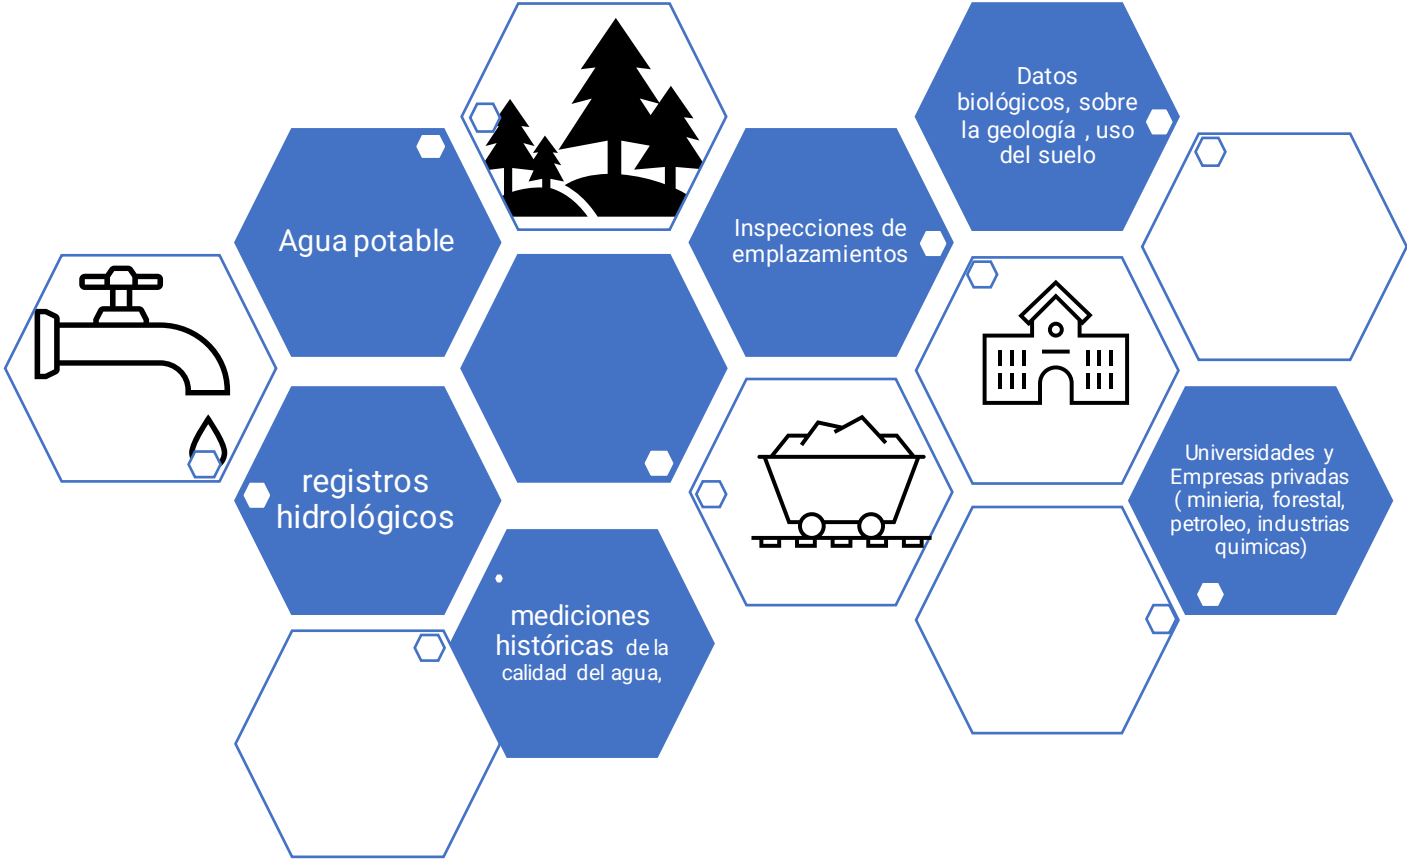 Datos
biológicos, sobre
la geología , uso
del suelo
Agua potable
Inspecciones de
emplazamientos
registros
hidrológicos
Universidades y
Empresas privadas
( minieria, forestal,
petroleo, industrias
quimicas)
mediciones
históricas de la
calidad del agua,